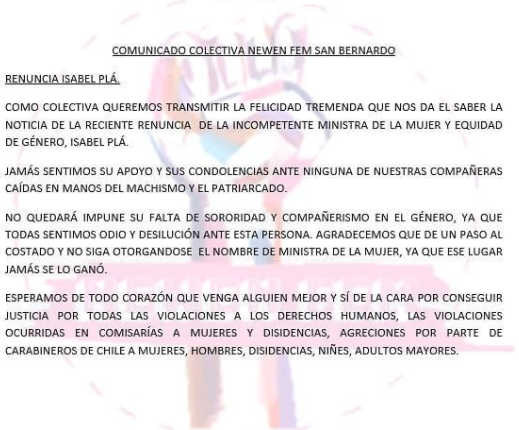 COMUNICADO COLECTIVA NEWEN FEM SAN BERNARDO
RENUNCIA ISABEL PLÁ.
COMO COLECTIVA QUEREMOS TRANSMITIR LA FELICIDAD TREMENDA QUE NOS DA EL SABER LA
NOTICIA DE LA RECIENTE RENUNCIA DE LA INCOMPETENTE MINISTRA DE LA MUJER Y EQUIDAD
DE GÉNERO, ISABEL PLÁ.
JAMÁS SENTIMOS SU APOYO Y SUS CONDOLENCIAS ANTE NINGUNA DE NUESTRAS COMPAÑERAS
CAÍDAS EN MANOS DEL MACHISMO Y EL PATRIARCADO.
NO QUEDARÁ IMPUNE SU FALTA DE SORORIDAD Y COMPAÑERISMO EN EL GÉNERO, YA QUE
TODAS SENTIMOS ODIO Y DESILUCIÓN ANTE ESTA PERSONA. AGRADECEMOS QUE DE UN PASO AL
COSTADO Y NO SIGA OTORGANDOSE EL NOMBRE DE MINISTRA DE LA MUJER, YA QUE ESE LUGAR
JAMÁS SE LO GANÓ.
ESPERAMOS DE TODO CORAZÓN QUE VENGA ALGUIEN MEJOR Y SÍ DE LA CARA POR CONSEGUIR
JUSTICIA POR TODAS LAS VIOLACIONES A LOS DERECHOS HUMANOS, LAS VIOLACIONES
OCURRIDAS EN COMISARÍAS A MUJERES Y DISIDENCIAS, AGRECIONES POR PARTE DE
CARABINEROS DE CHILE A MUJERES, HOMBRES, DISIDENCIAS, NIÑES, ADULTOS MAYORES.